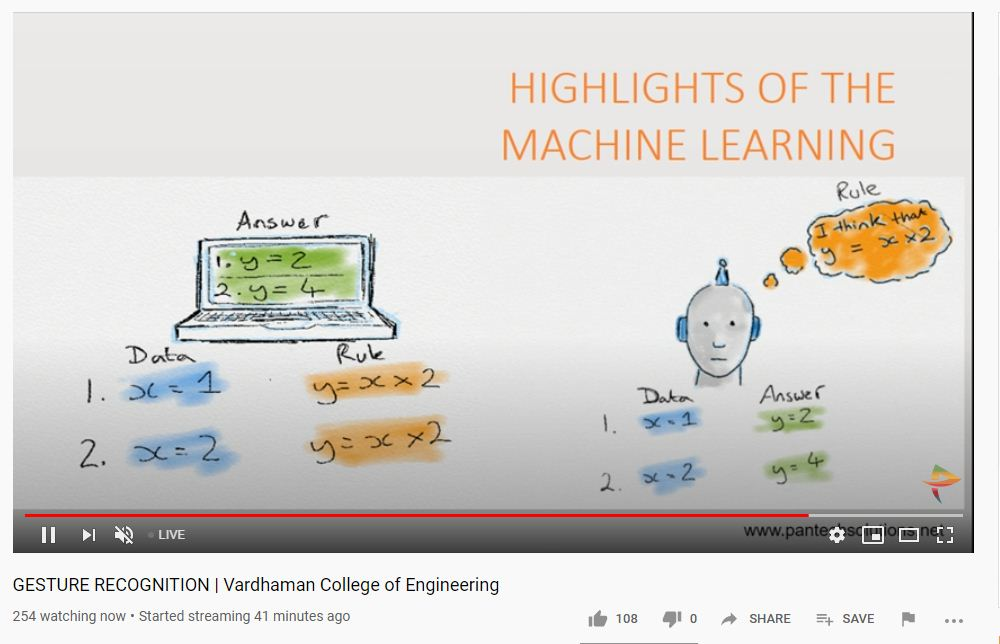 HIGHLIGHTS OF THE
MACHINE LEARNING
Answer
1. y = 2
2. y = 4
Data Rule
1. x = 1 y = x × 2
2. x = 2 y = x × 2
Rule
I think that
y = x × 2
Data Answer
1. x = 1 y = 2
2. x = 2 y = 4
www.pantechsolutions.net
LIVE
GESTURE RECOGNITION | Vardhaman College of Engineering
254 watching now • Started streaming 41 minutes ago
108 0 SHARE SAVE